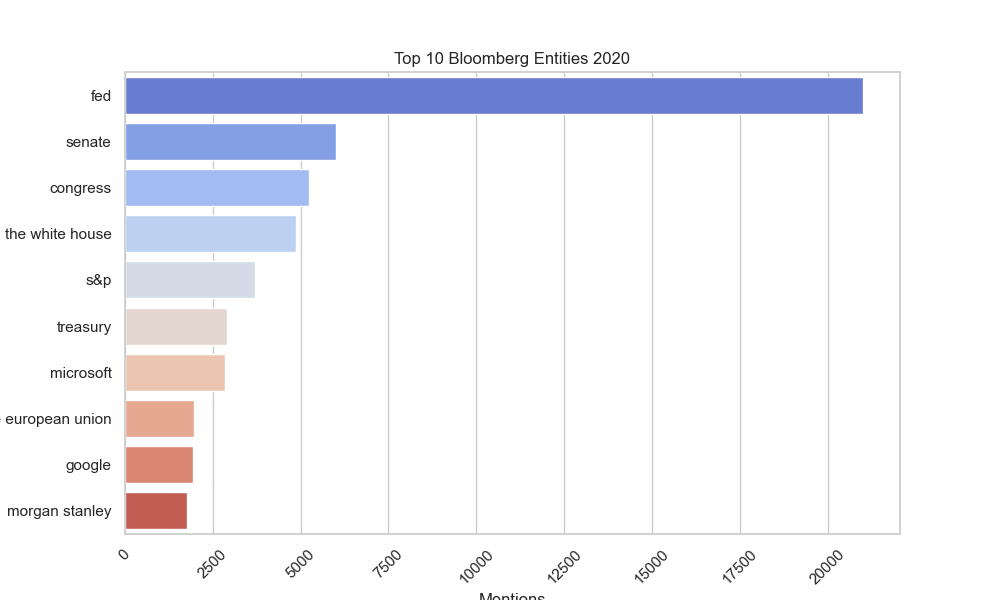 Top 10 Bloomberg Entities 2020
fed
senate
congress
the white house
s&p
treasury
microsoft
european union
google
morgan stanley
0
2500
5000
7500
10000
12500
15000
17500
20000
Mentions